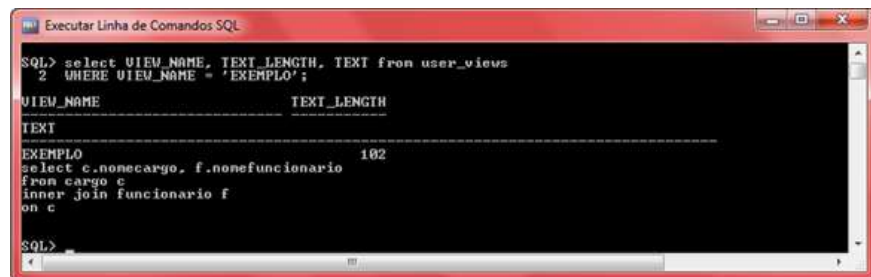 Executar Linha de Comandos SQL
SQL> select VIEW_NAME, TEXT_LENGTH, TEXT from user_views
2 WHERE VIEW_NAME = 'EXEMPLO';
VIEW_NAME TEXT_LENGTH
TEXT
EXEMPLO 102
select c.nomecargo, f.nomefuncionario
from cargo c
inner join funcionario f
on c
SQL> _